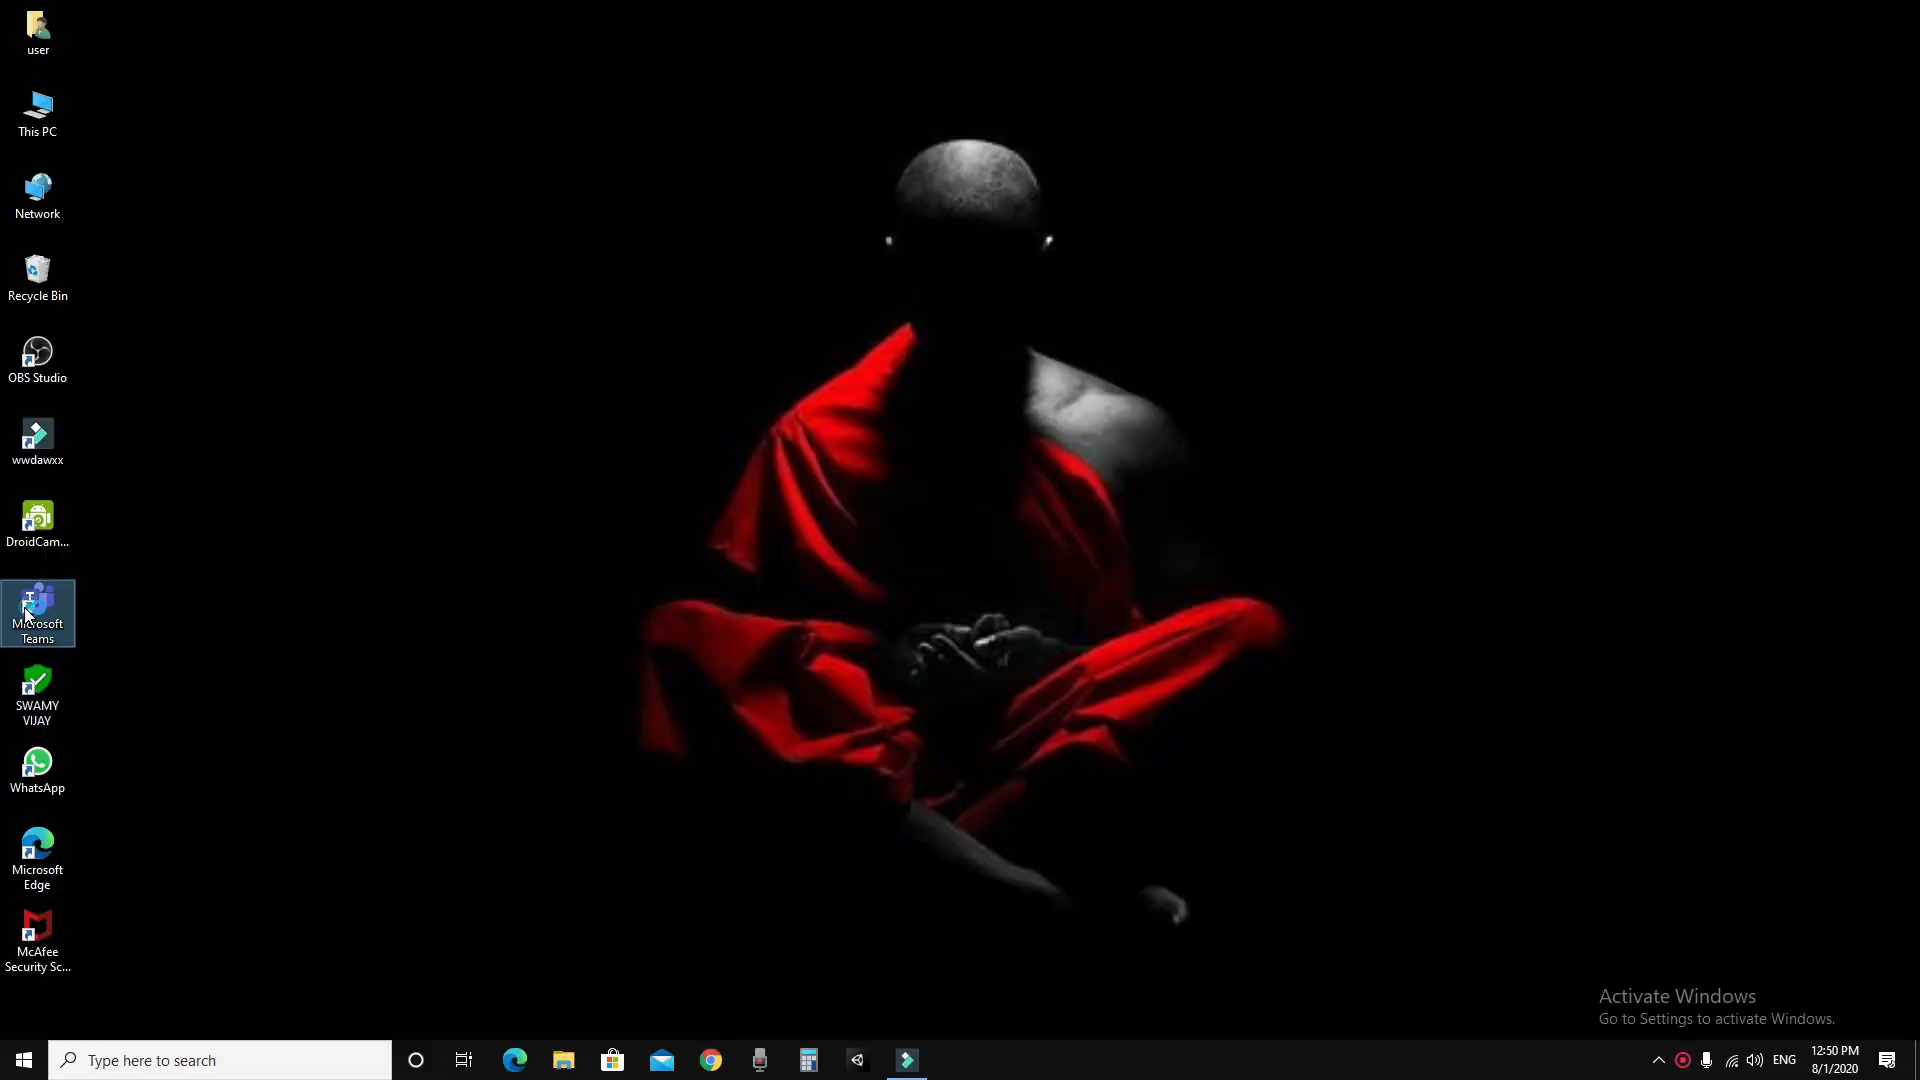 user
This PC
Network
Recycle Bin
OBS Studio
wwdawxx
DroidCam...
Microsoft
Teams
SWAMY
VIJAY
WhatsApp
Microsoft
Edge
McAfee
Security Sc...
Activate Windows
Go to Settings to activate Windows.
Type here to search
ENG
12:50 PM
8/1/2020